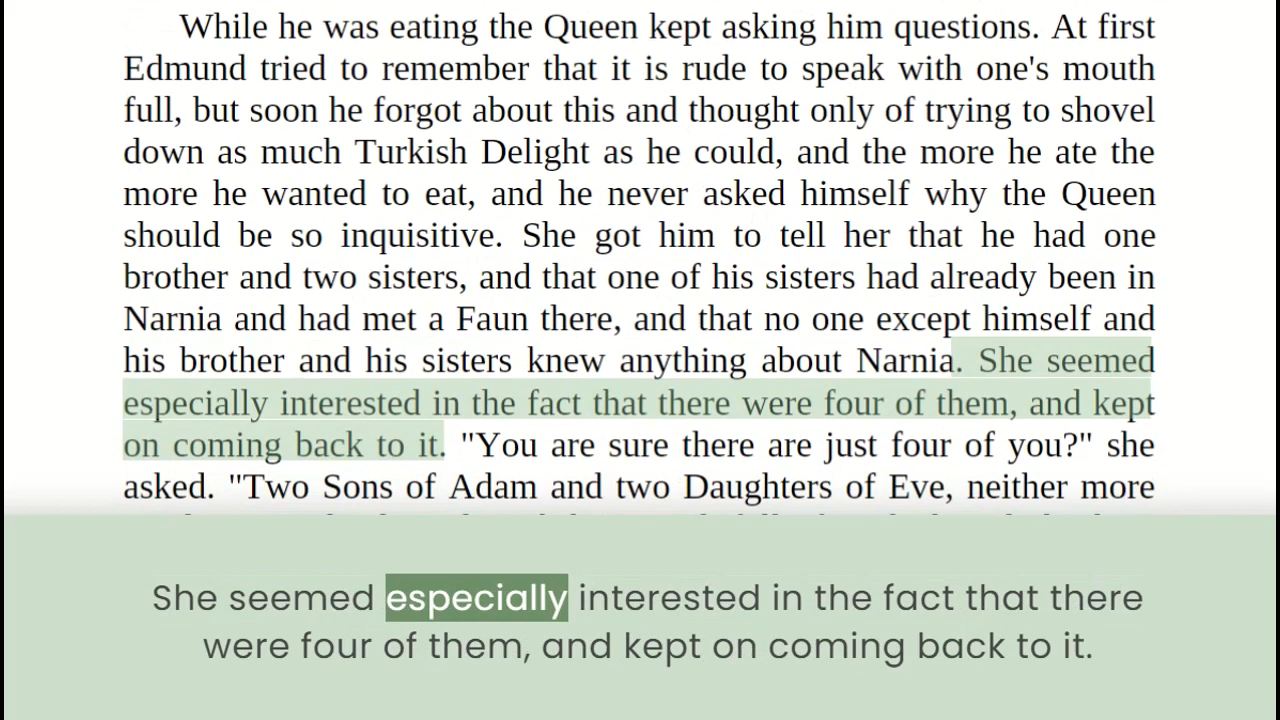 While he was eating the Queen kept asking him questions. At first
Edmund tried to remember that it is rude to speak with one's mouth
full, but soon he forgot about this and thought only of trying to shovel
down as much Turkish Delight as he could, and the more he ate the
more he wanted to eat, and he never asked himself why the Queen
should be so inquisitive. She got him to tell her that he had one
brother and two sisters, and that one of his sisters had already been in
Narnia and had met a Faun there, and that no one except himself and
his brother and his sisters knew anything about Narnia. She seemed
especially interested in the fact that there were four of them, and kept
on coming back to it. "You are sure there are just four of you?" she
asked. "Two Sons of Adam and two Daughters of Eve, neither more
She seemed especially interested in the fact that there
were four of them, and kept on coming back to it.